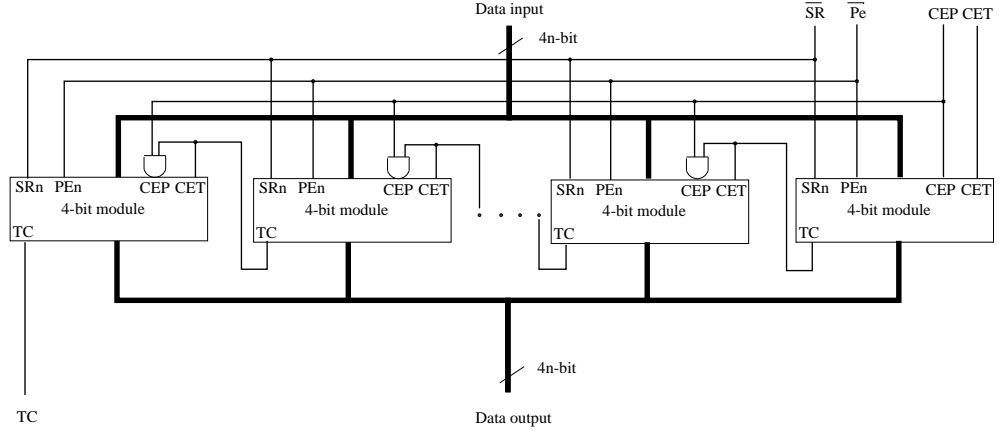 Data input
SR
Pe
CEP CET
4n-bit
SRn PEn CEP CET
4-bit module
TC
SRn PEn CEP CET
4-bit module
TC
SRn PEn CEP CET
4-bit module
TC
SRn PEn CEP CET
4-bit module
TC
4n-bit
TC
Data output